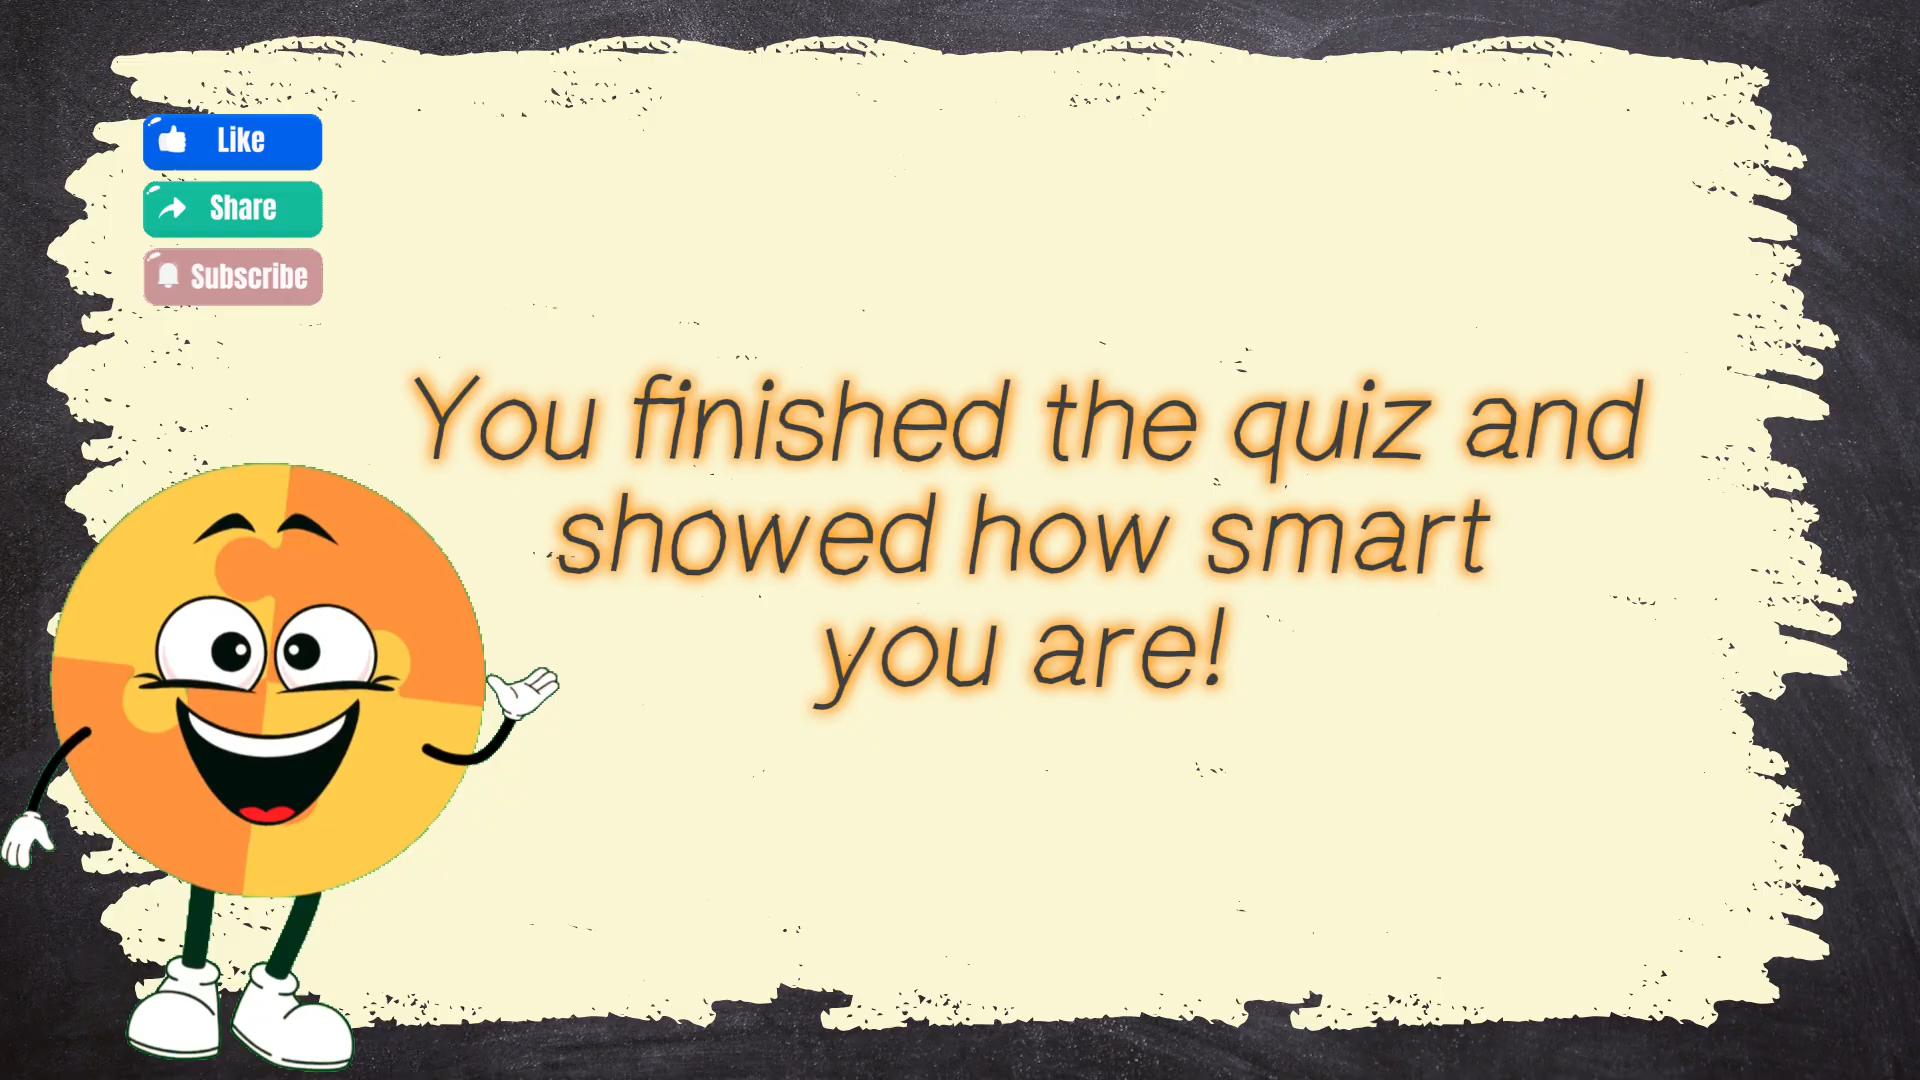 Like
Share
Subscribe
You finished the quiz and
showed how smart
you are!